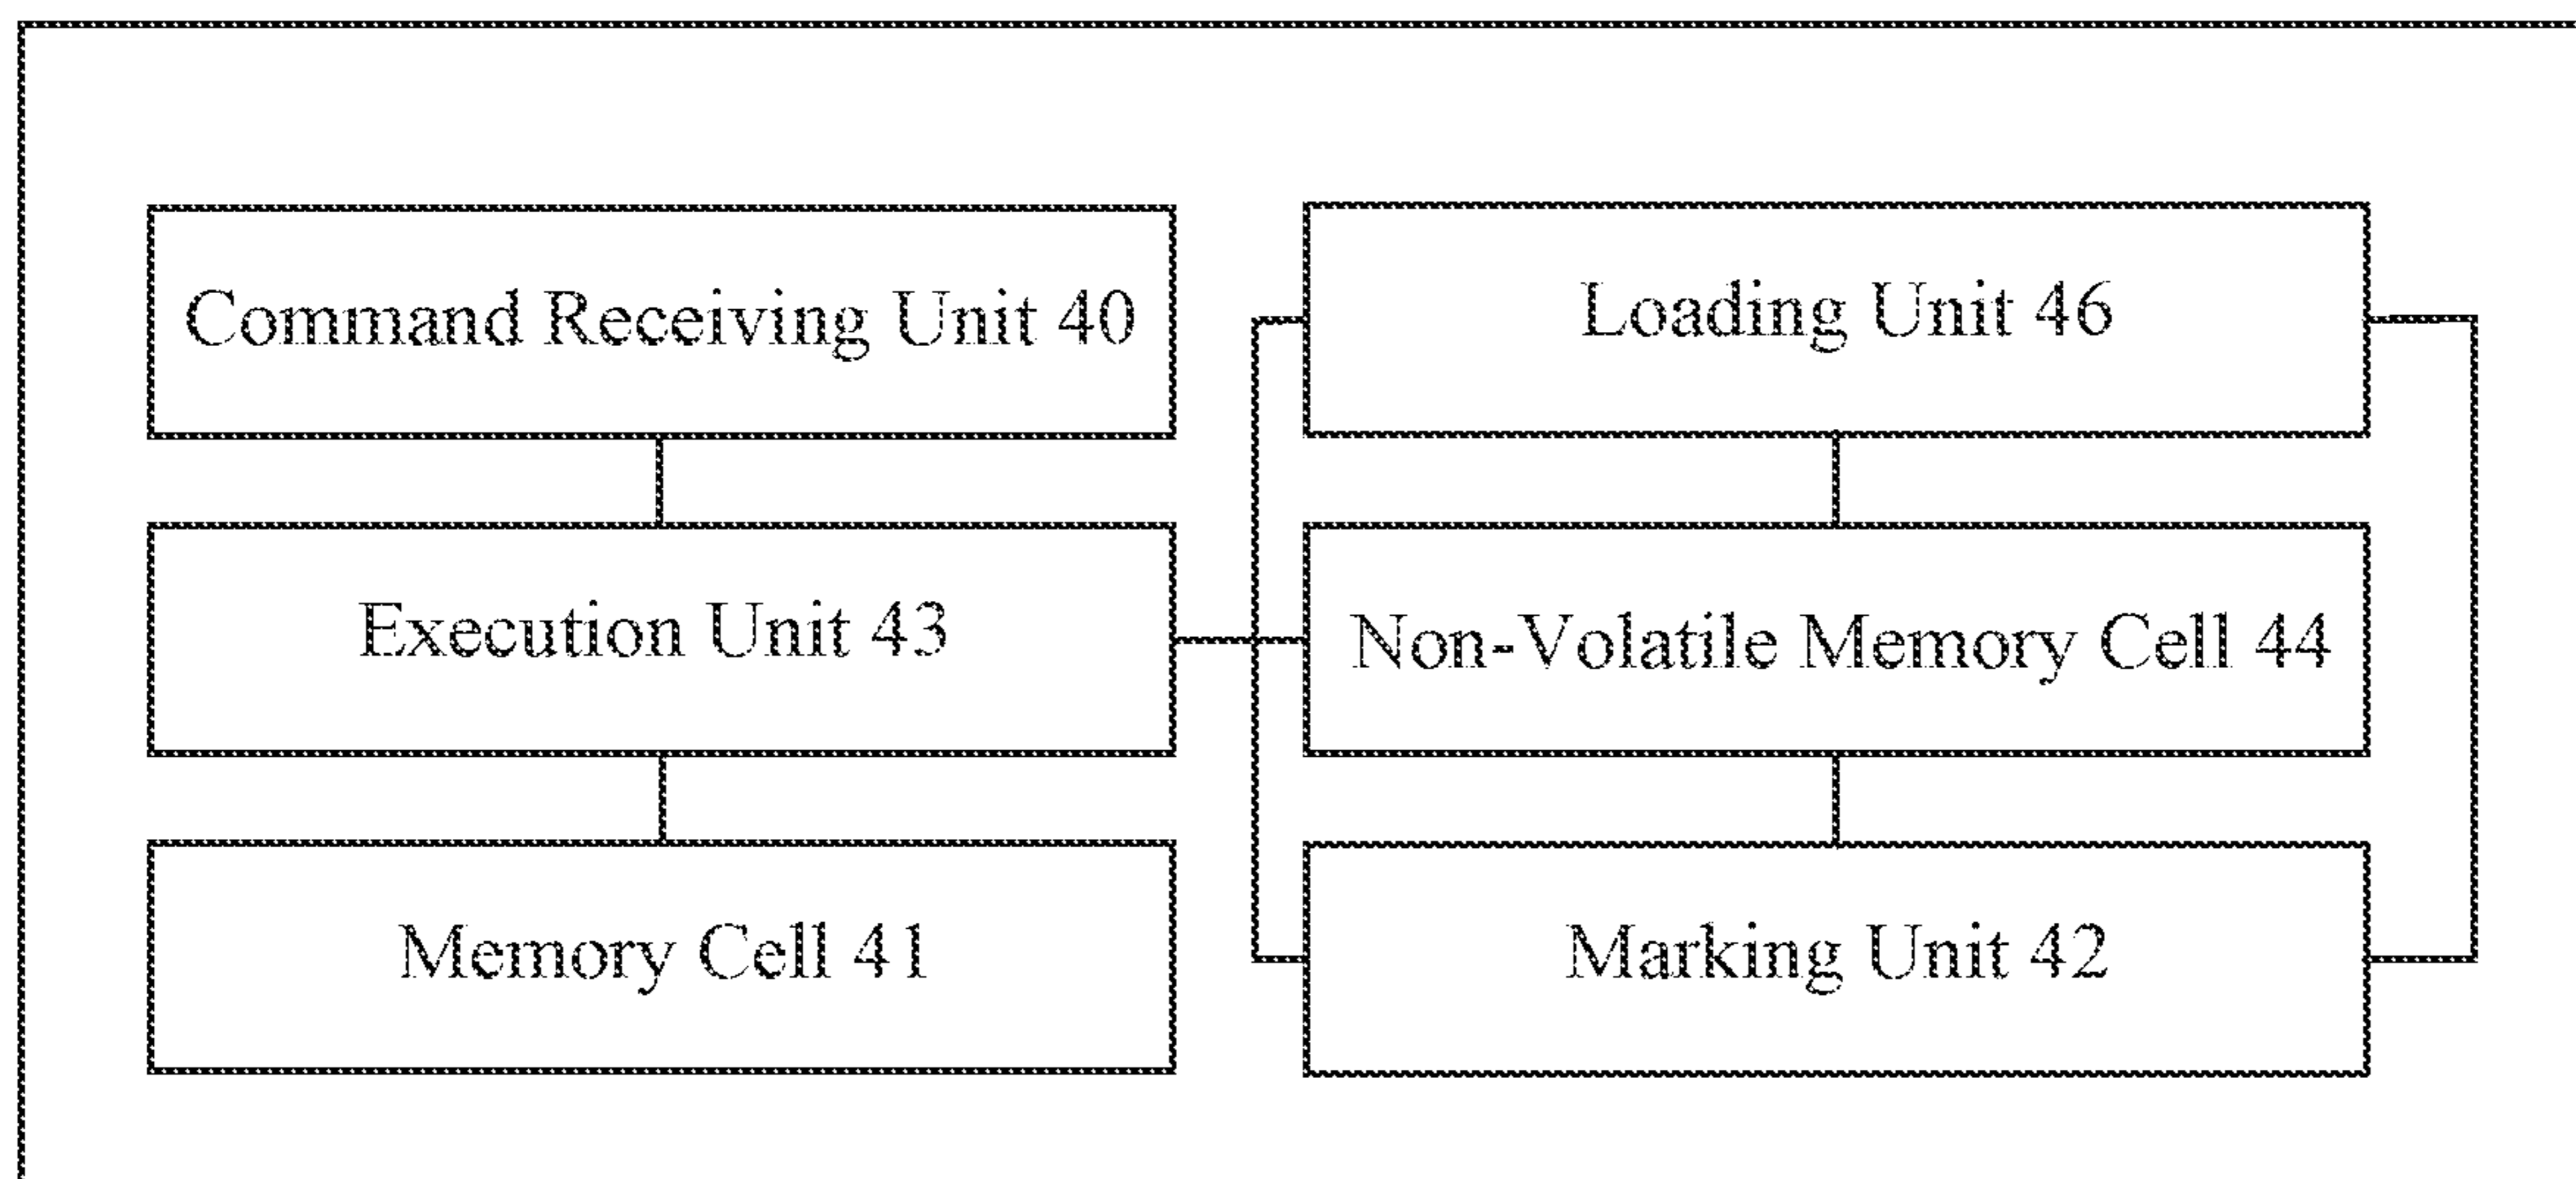 Command Receiving Unit 40
Loading Unit 46
Execution Unit 43
Non-Volatile Memory Cell 44
Memory Cell 41
Marking Unit 42